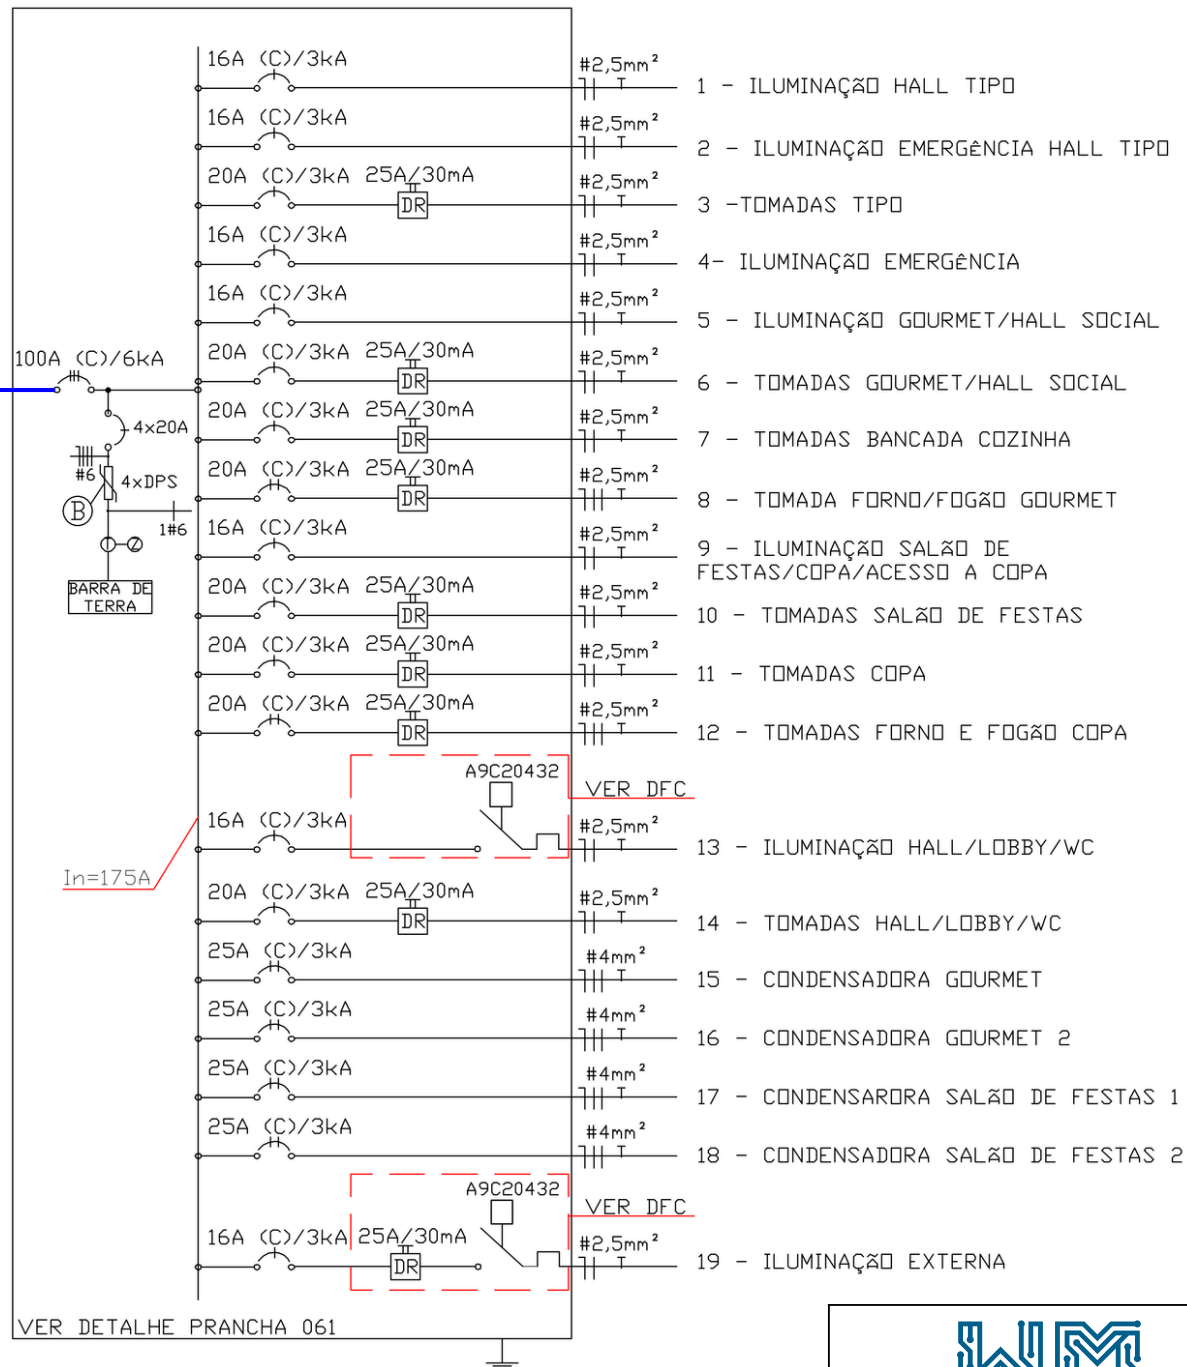 16A (C)/3kA #2,5mm² 1 - ILUMINAÇÃO HALL TIPO
16A (C)/3kA #2,5mm² 2 - ILUMINAÇÃO EMERGÊNCIA HALL TIPO
20A (C)/3kA 25A/30mA DR #2,5mm² 3 -TOMADAS TIPO
16A (C)/3kA #2,5mm² 4- ILUMINAÇÃO EMERGÊNCIA
16A (C)/3kA #2,5mm² 5 - ILUMINAÇÃO GOURMET/HALL SOCIAL
100A (C)/6kA
20A (C)/3kA 25A/30mA DR #2,5mm² 6 - TOMADAS GOURMET/HALL SOCIAL
4x20A
20A (C)/3kA 25A/30mA DR #2,5mm² 7 - TOMADAS BANCADA COZINHA
#6 4xDPS
20A (C)/3kA 25A/30mA DR #2,5mm² 8 - TOMADA FORNO/FOGÃO GOURMET
B
1#6
16A (C)/3kA #2,5mm² 9 - ILUMINAÇÃO SALÃO DE
FESTAS/COPA/ACESSO A COPA
BARRA DE
TERRA
20A (C)/3kA 25A/30mA DR #2,5mm² 10 - TOMADAS SALÃO DE FESTAS
20A (C)/3kA 25A/30mA DR #2,5mm² 11 - TOMADAS COPA
20A (C)/3kA 25A/30mA DR #2,5mm² 12 - TOMADAS FORNO E FOGÃO COPA
A9C20432
VER DFC
16A (C)/3kA #2,5mm² 13 - ILUMINAÇÃO HALL/LOBBY/WC
In=175A
20A (C)/3kA 25A/30mA DR #2,5mm² 14 - TOMADAS HALL/LOBBY/WC
25A (C)/3kA #4mm² 15 - CONDENSADORA GOURMET
25A (C)/3kA #4mm² 16 - CONDENSADORA GOURMET 2
25A (C)/3kA #4mm² 17 - CONDENSARORA SALÃO DE FESTAS 1
25A (C)/3kA #4mm² 18 - CONDENSADORA SALÃO DE FESTAS 2
A9C20432
VER DFC
16A (C)/3kA 25A/30mA DR #2,5mm² 19 - ILUMINAÇÃO EXTERNA
VER DETALHE PRANCHA 061